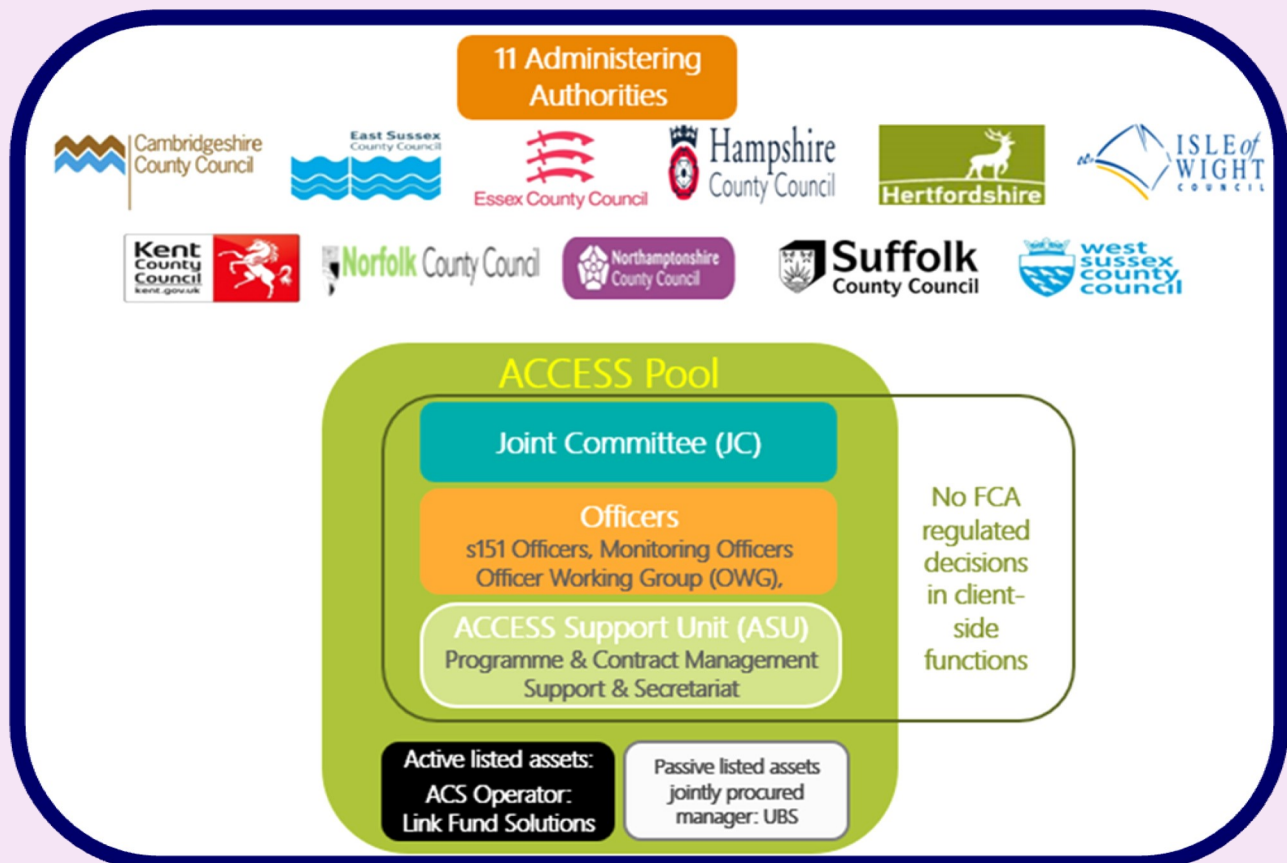 11 Administering
Authorities
Cambridgeshire
County Council
East Sussex
County Council
Essex County Council
Hampshire
County Council
Hertfordshire
ISLE of
WIGHT
COUNCIL
Kent
County
Council
kent.gov.uk
Norfolk County Council
Northamptonshire
County Council
Suffolk
County Council
west
sussex
county
council
ACCESS Pool
Joint Committee (JC)
Officers
s151 Officers, Monitoring Officers
Officer Working Group (OWG),
ACCESS Support Unit (ASU)
Programme & Contract Management
Support & Secretariat
No FCA
regulated
decisions
in client-
side
functions
Active listed assets:
ACS Operator:
Link Fund Solutions
Passive listed assets
jointly procured
manager: UBS